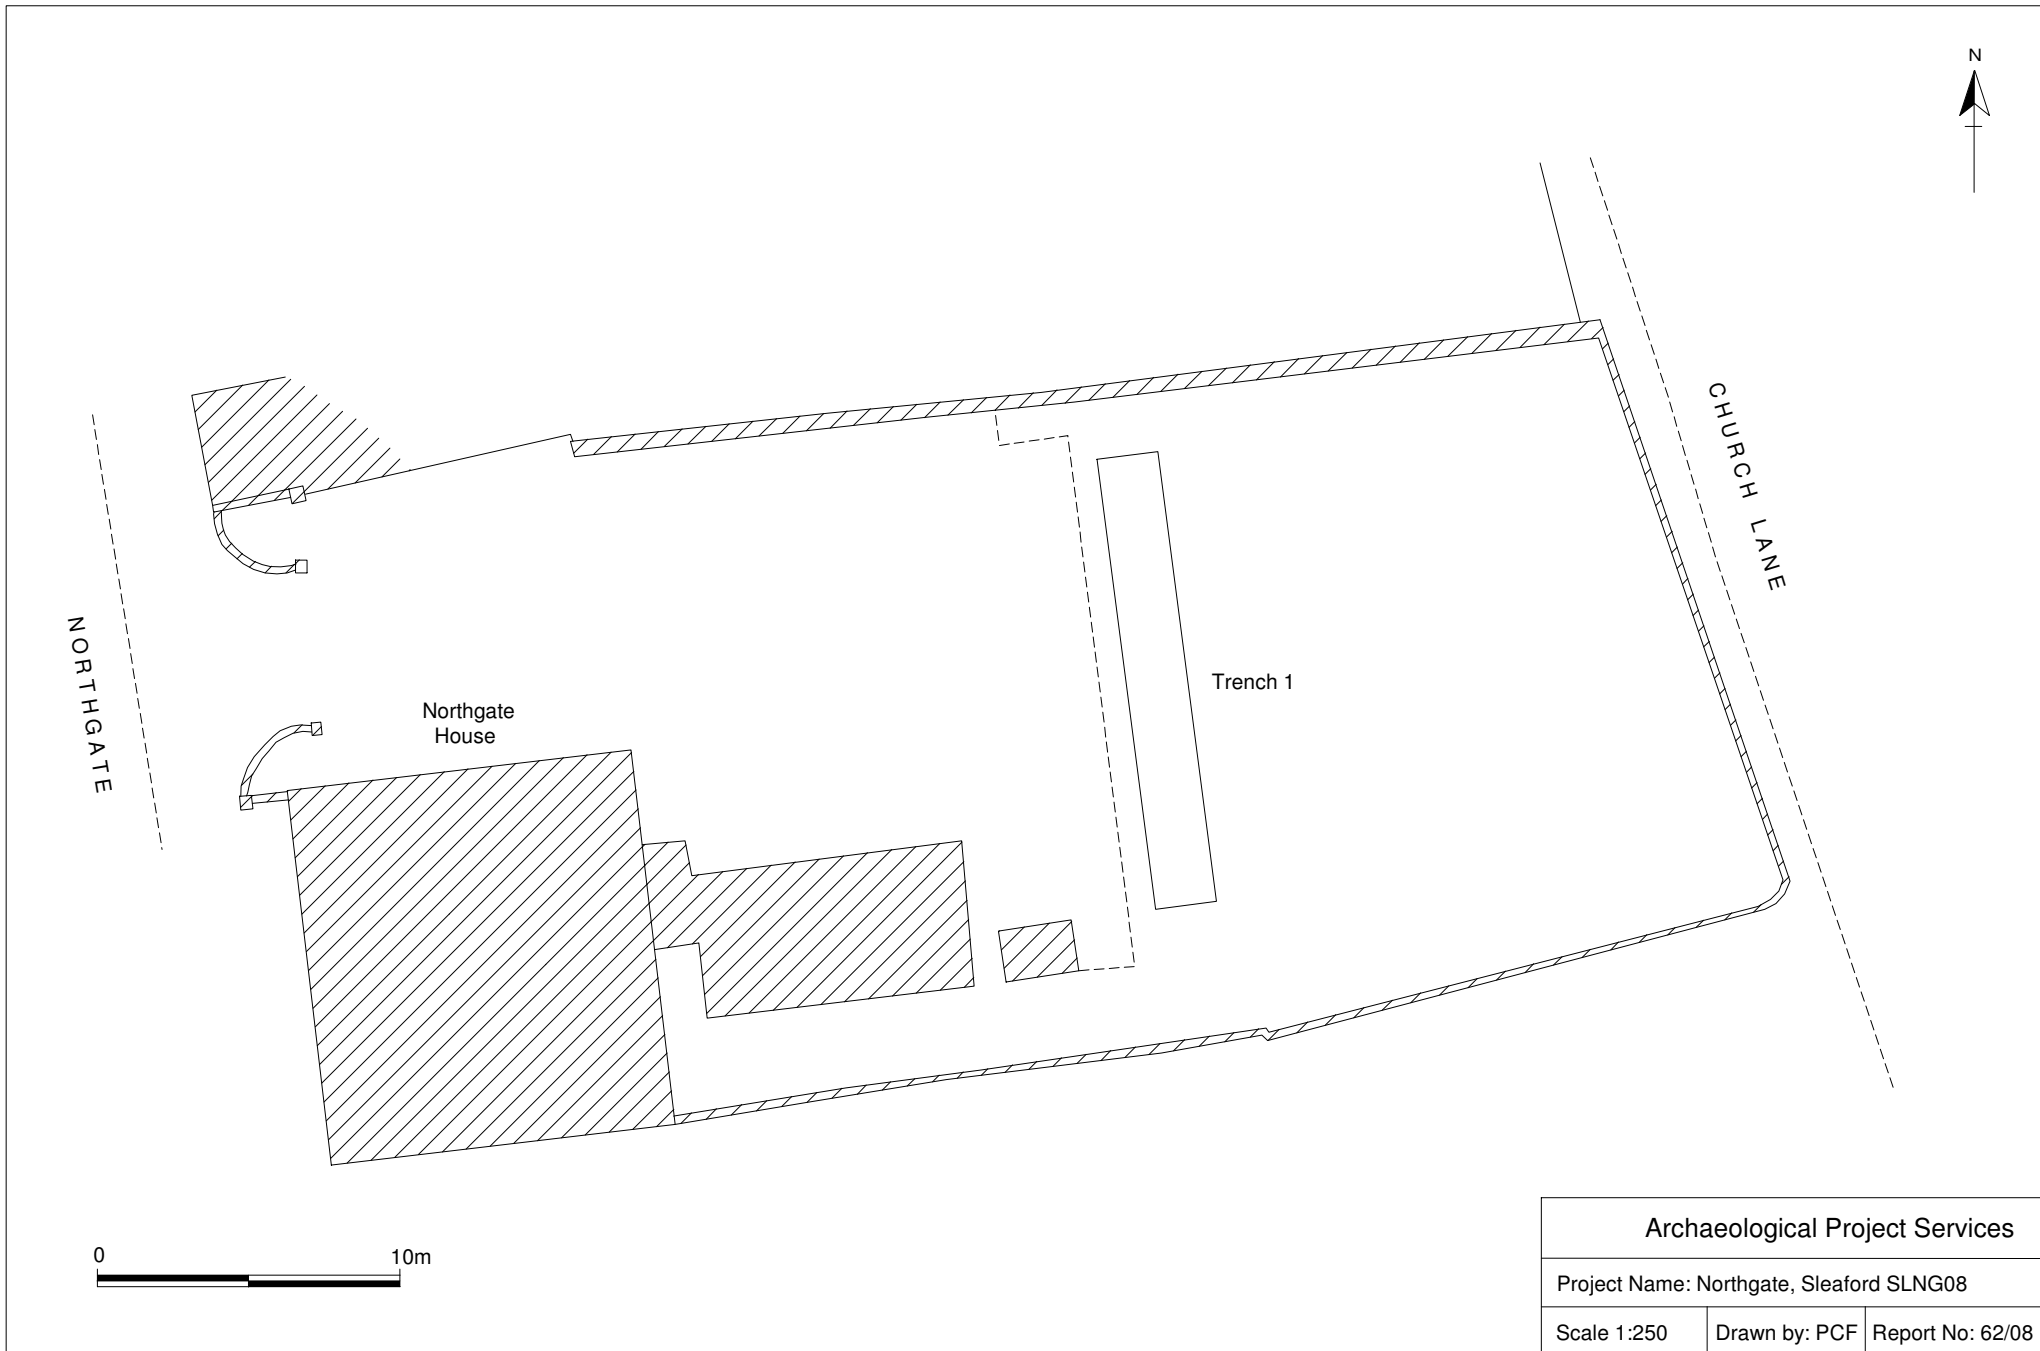 N
CHURCH LANE
NORTHGATE
Trench 1
Northgate
House
0 10m
Archaeological Project Services
Project Name: Northgate, Sleaford SLNG08
Scale 1:250 Drawn by: PCF Report No: 62/08